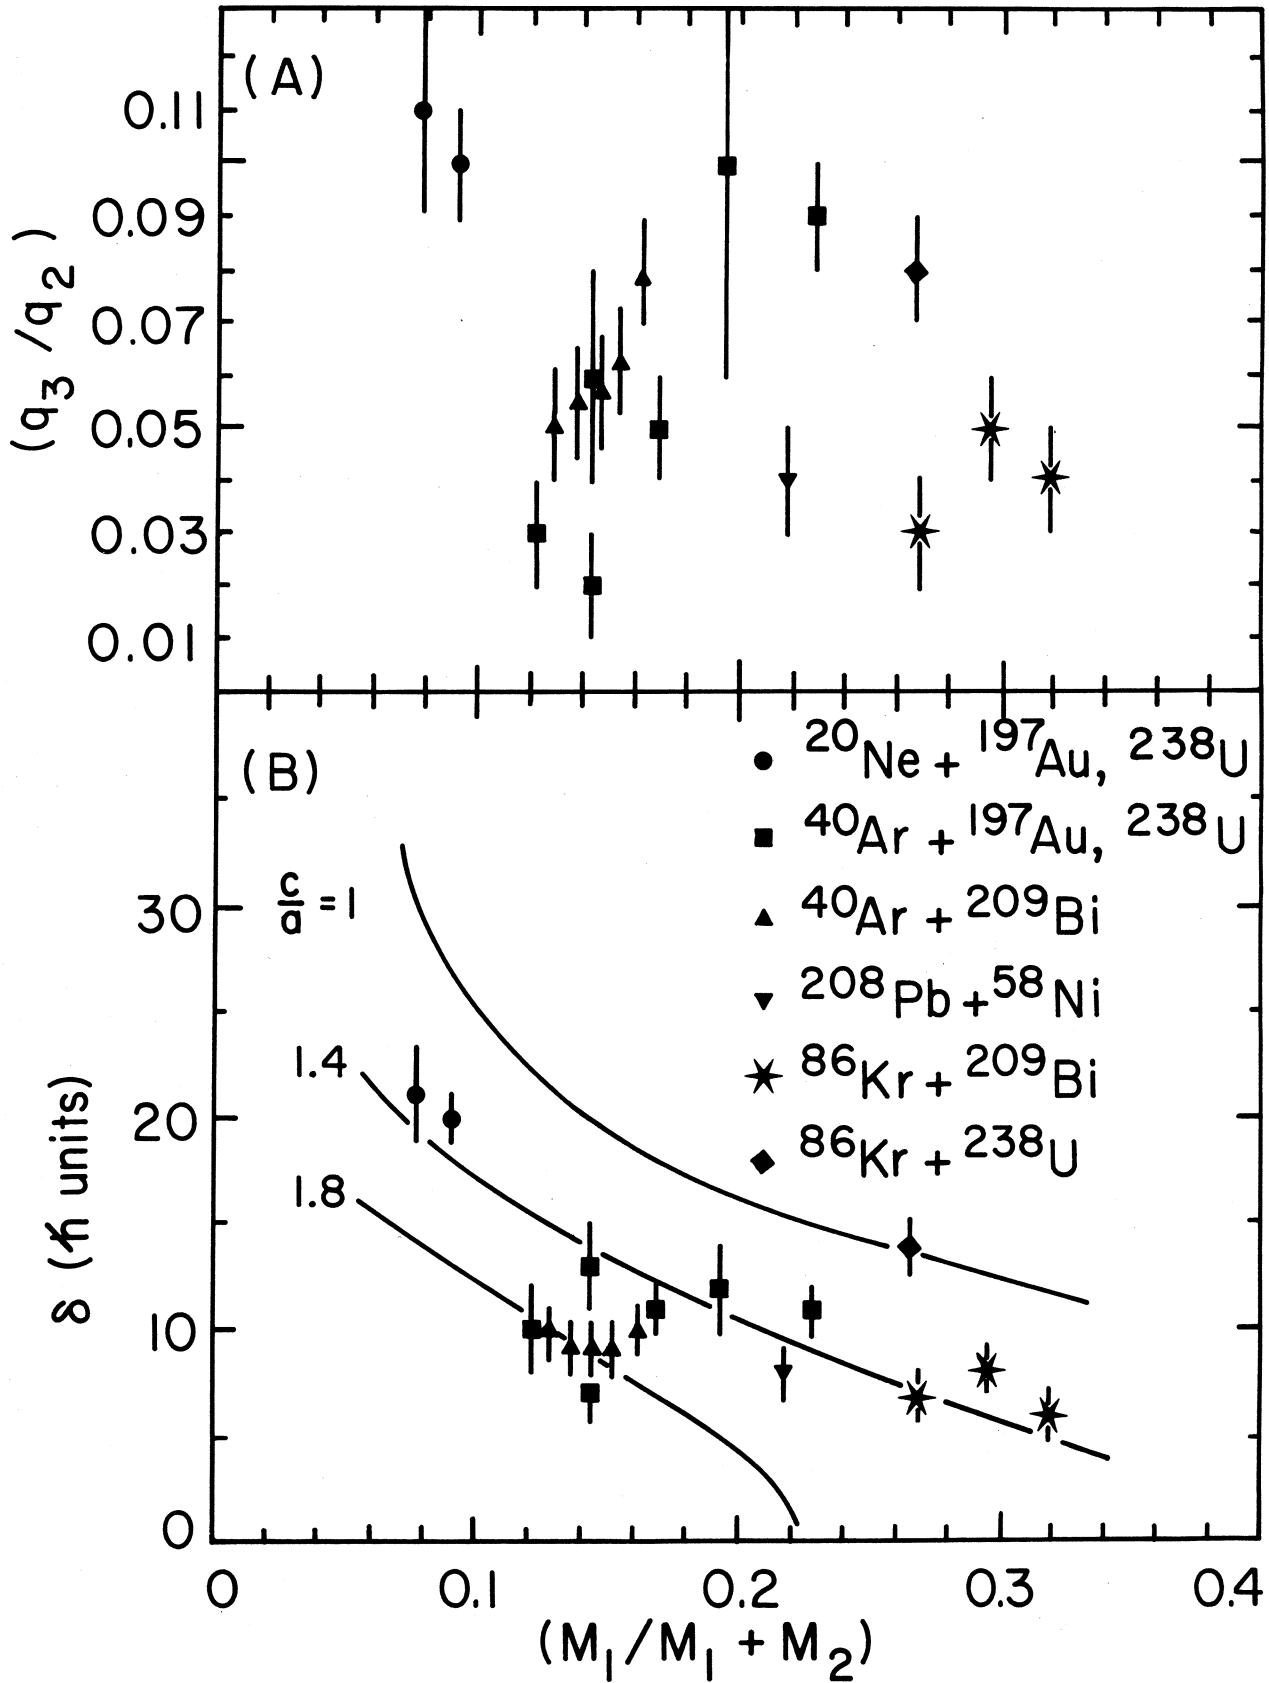 (A)
0.11
0.09
0.07
0.05
0.03
0.01
(q3/q2)
(B)
20Ne + 197Au, 238U
40Ar + 197Au, 238U
40Ar + 209Bi
208Pb + 58Ni
86Kr + 209Bi
86Kr + 238U
c/a = 1
1.4
1.8
30
20
10
0
δ (ℏ units)
0 0.1 0.2 0.3 0.4
(M1/M1 + M2)